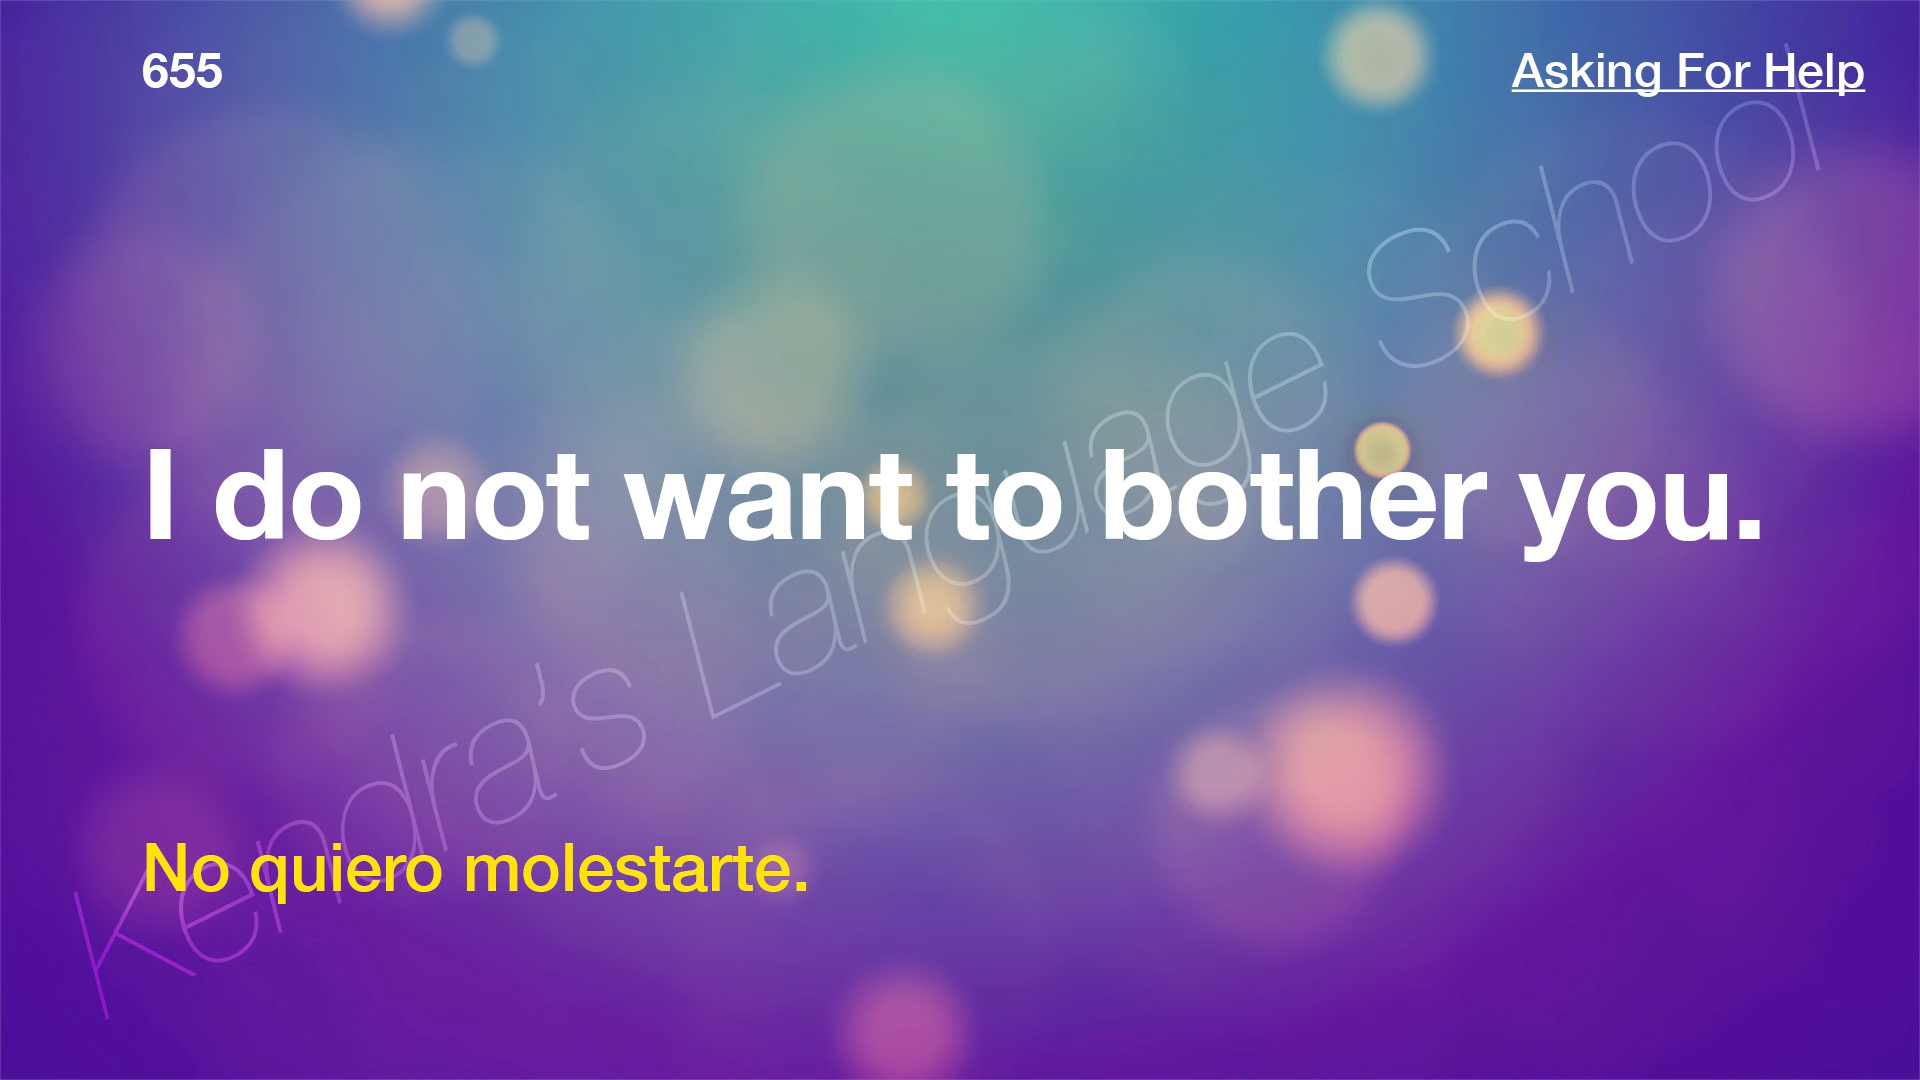 655
Asking For Help
I do not want to bother you.
No quiero molestarte.
Kendra's Language School